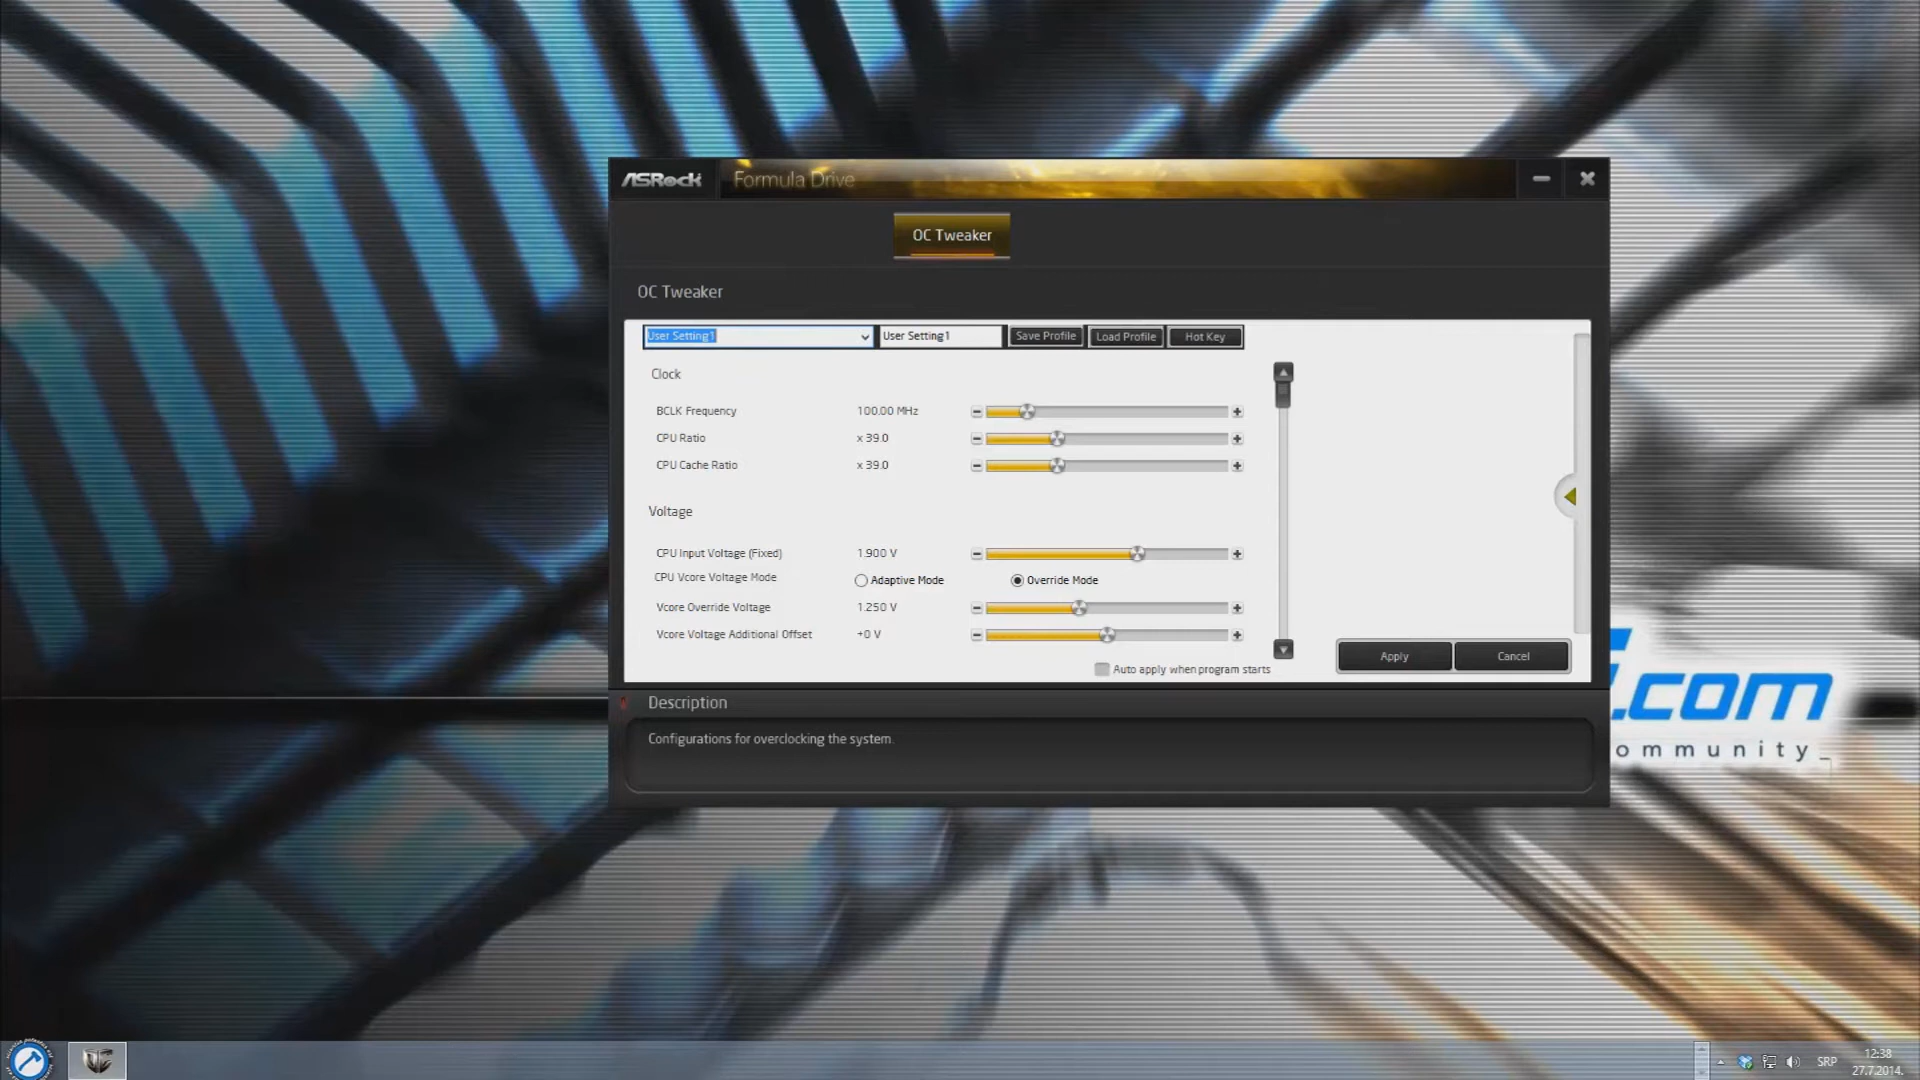 ASRock Formula Drive
OC Tweaker
OC Tweaker
User Setting1 User Setting1 Save Profile Load Profile Hot Key
Clock
BCLK Frequency 100.00 MHz
CPU Ratio x 39.0
CPU Cache Ratio x 39.0
Voltage
CPU Input Voltage (Fixed) 1.900 V
CPU Vcore Voltage Mode Adaptive Mode Override Mode
Vcore Override Voltage 1.250 V
Vcore Voltage Additional Offset +0 V
Apply Cancel
Auto apply when program starts
.com
ommunity_
Description
Configurations for overclocking the system.
SRP
12:38
27.7.2014.